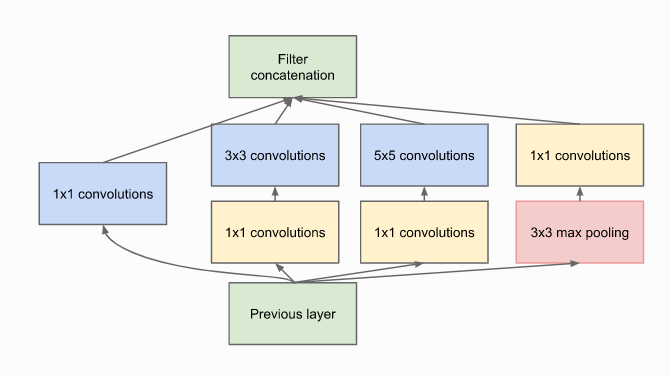 Filter
concatenation
3x3 convolutions
5x5 convolutions
1x1 convolutions
1x1 convolutions
1x1 convolutions
1x1 convolutions
3x3 max pooling
Previous layer